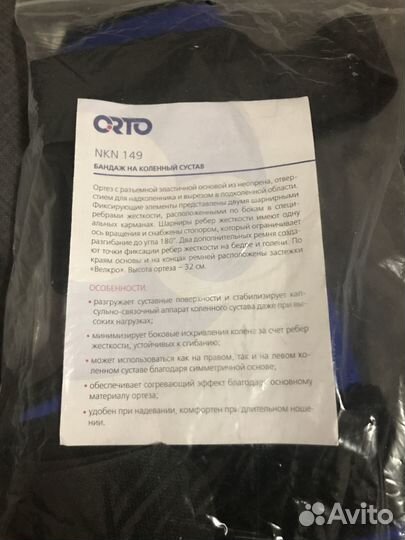 ORTO
NKN 149
БАНДАЖ НА КОЛЕННЫЙ СУСТАВ
Ортез с разъемной эластичной основой из неопрена, отвер-
стием для надколенника и вырезом в подколенной области.
Фиксирующие элементы представлены двумя шарнирными
ребрами жесткости, расположенными по бокам в специ-
альных карманах. Шарниры ребер жесткости имеют одну
ось вращения и снабжены стопором, который ограничивает
разгибание до угла 180°. Два дополнительных ремня созда-
ют точки фиксации ребер жесткости на бедре и голени. По
краям основы и на концах ремней расположены застежки
«Велкро». Высота ортеза – 32 см.
ОСОБЕННОСТИ:
• разгружает суставные поверхности и стабилизирует кап-
сульно-связочный аппарат коленного сустава даже при вы-
соких нагрузках;
• минимизирует боковые искривления колена за счет ребер
жесткости, устойчивых к сгибанию;
• может использоваться как на правом, так и на левом ко-
ленном суставе благодаря симметричной основе;
• обеспечивает согревающий эффект благодаря основному
материалу ортеза;
• удобен при надевании, комфортен при длительном ноше-
нии.
Avito